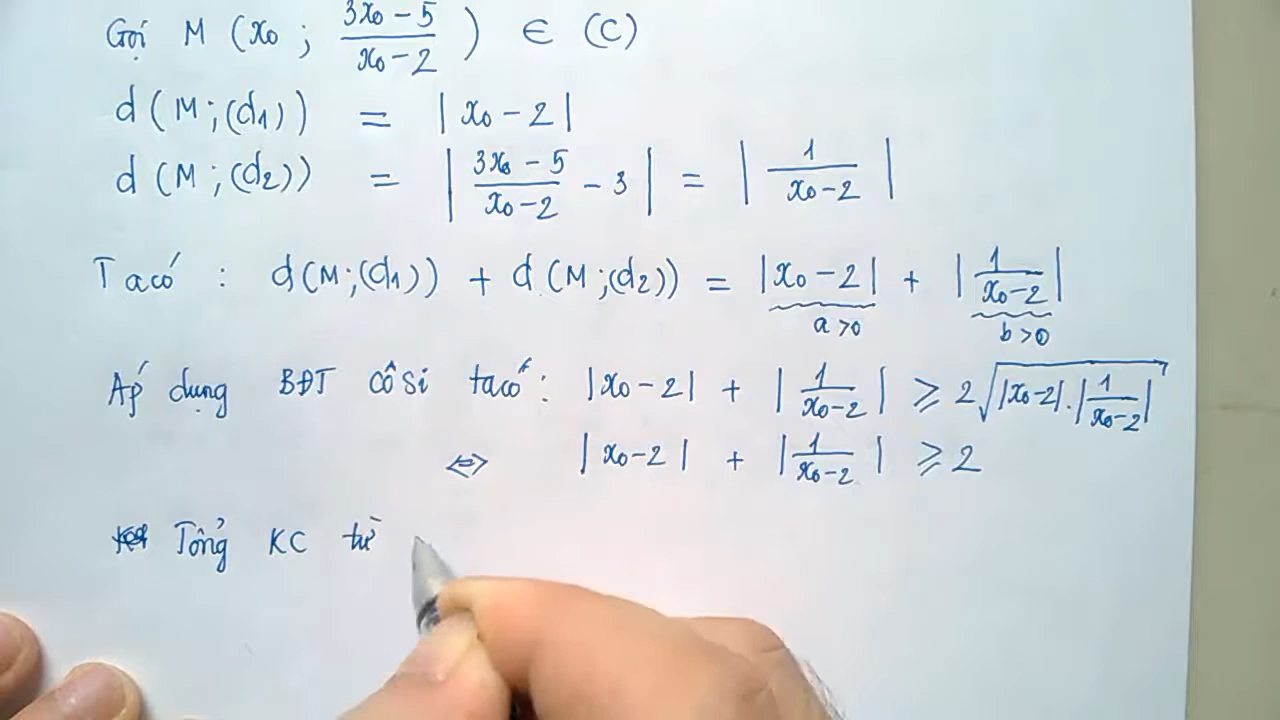 Gọi M (x₀ ; (3x₀ − 5)/(x₀ − 2)) ∈ (C)
d(M;(d₁)) = |x₀ − 2|
d(M;(d₂)) = |(3x₀ − 5)/(x₀ − 2) − 3| = |1/(x₀ − 2)|
Ta có : d(M;(d₁)) + d(M;(d₂)) = |x₀ − 2| + |1/(x₀ − 2)|
a >0 b >0
Áp dụng BĐT Côsi ta có : |x₀ − 2| + |1/(x₀ − 2)| ⩾ 2√(|x₀ − 2| . |1/(x₀ − 2)|)
⇔ |x₀ − 2| + |1/(x₀ − 2)| ⩾ 2
Tổng KC từ